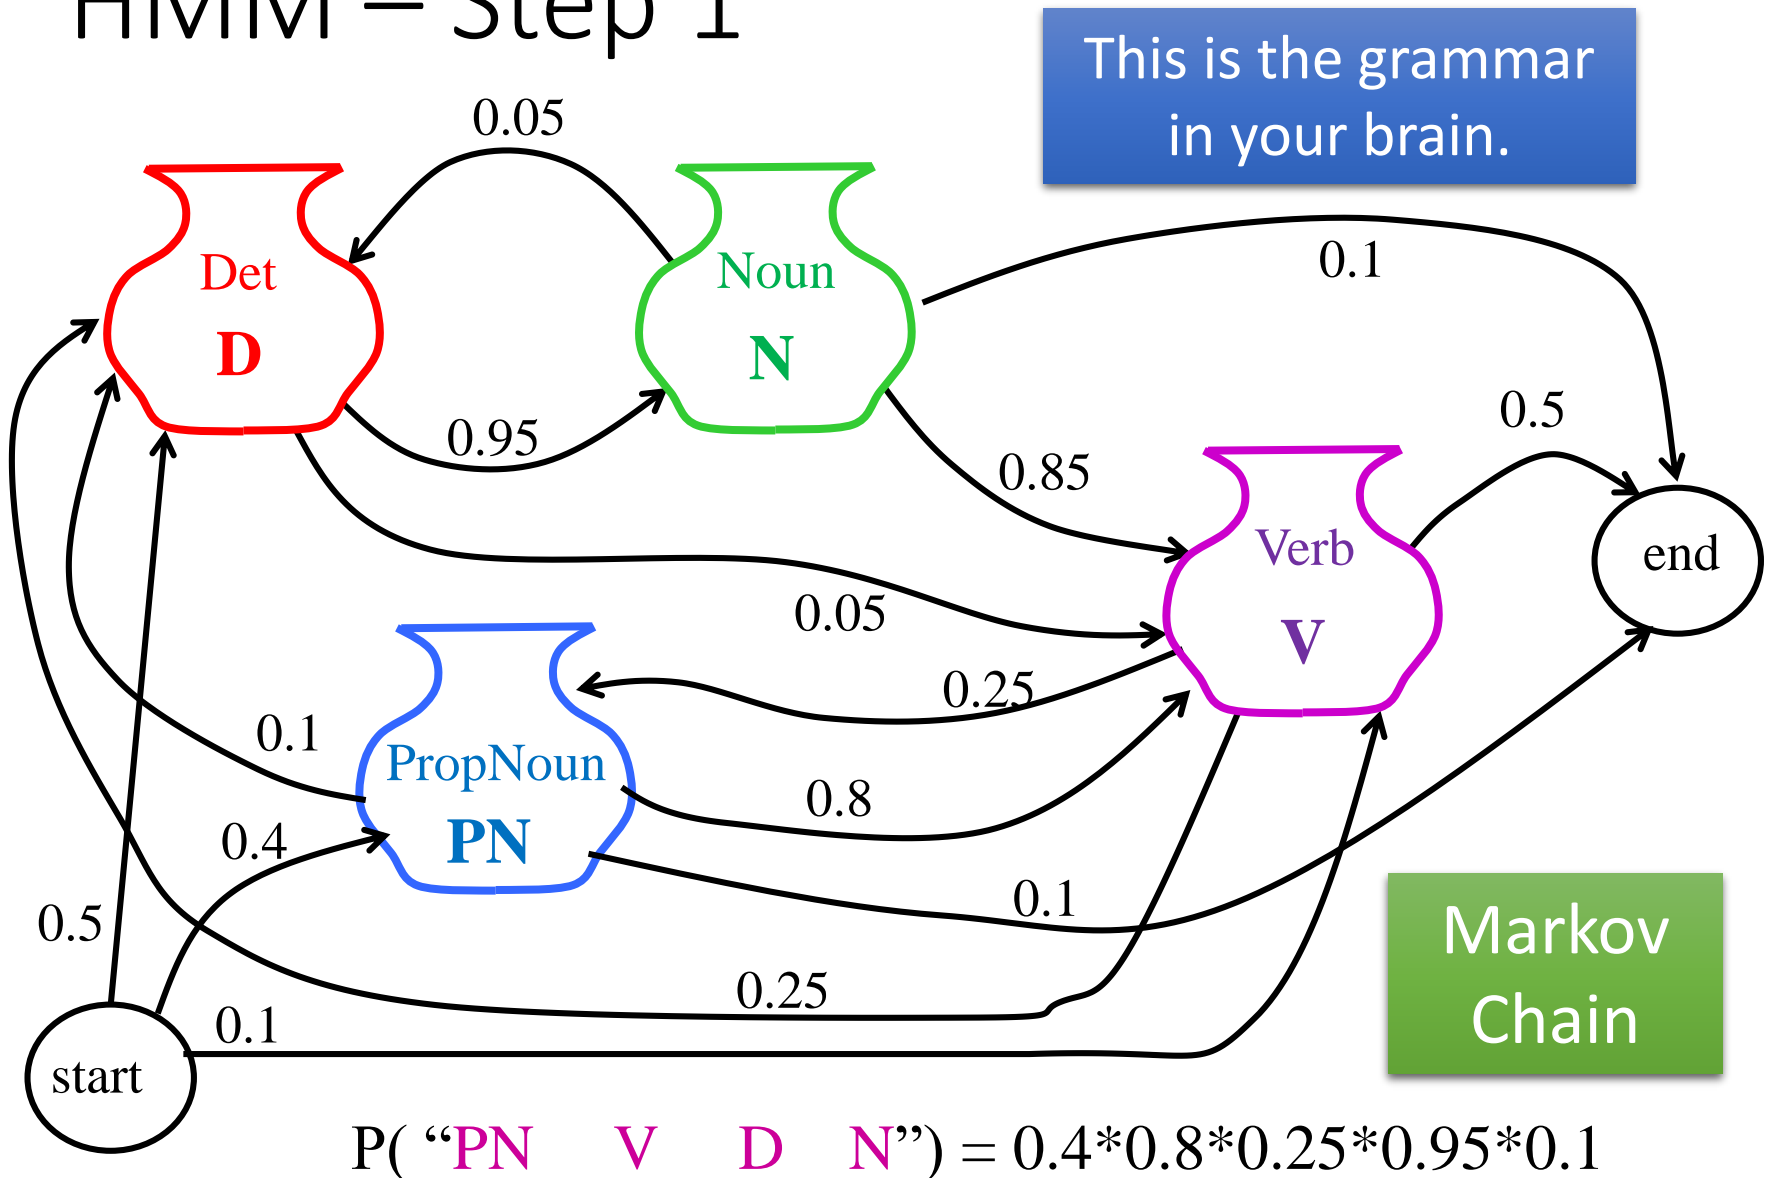 HMM – Step 1
This is the grammar
in your brain.
0.05
Det
D
Noun
N
0.1
0.95
0.85
0.5
Verb
V
end
0.05
0.25
0.1
PropNoun
PN
0.8
0.4
0.1
0.5
0.25
0.1
start
Markov
Chain
P( “PN V D N”) = 0.4*0.8*0.25*0.95*0.1